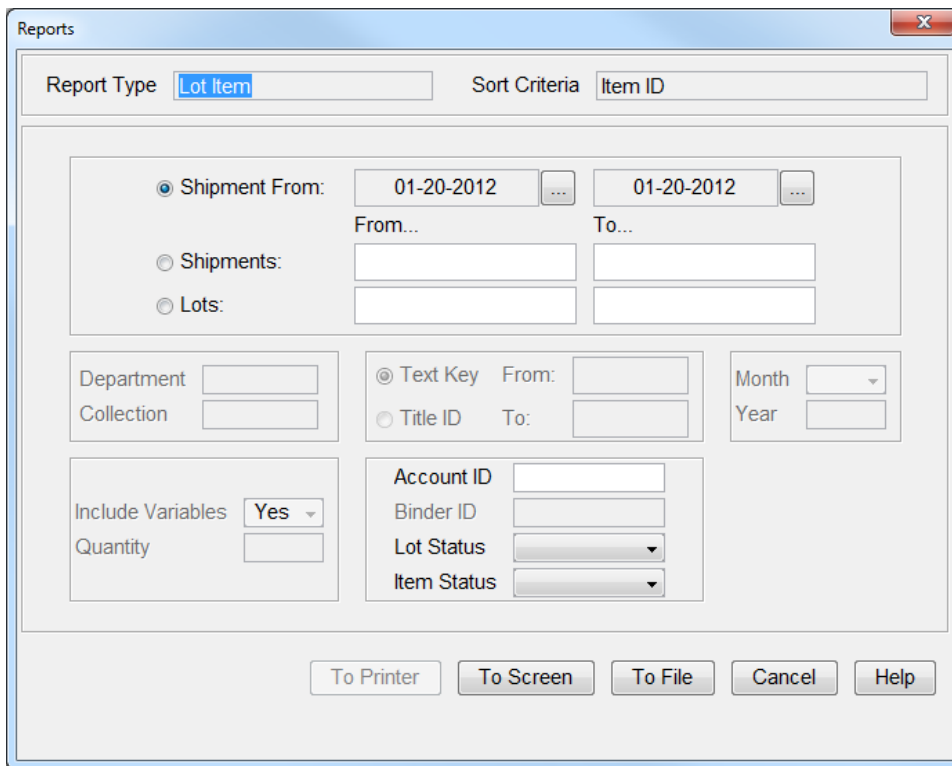 Reports
Report Type Lot Item Sort Criteria Item ID
Shipment From: 01-20-2012 ... 01-20-2012 ...
From... To...
Shipments:
Lots:
Department
Collection
Text Key From:
Title ID To:
Month
Year
Include Variables Yes
Quantity
Account ID
Binder ID
Lot Status
Item Status
To Printer To Screen To File Cancel Help